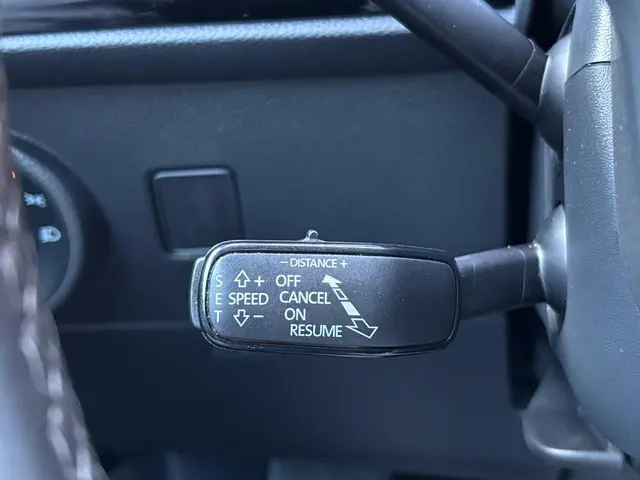 − DISTANCE +
S + OFF
E SPEED CANCEL
T − ON
RESUME